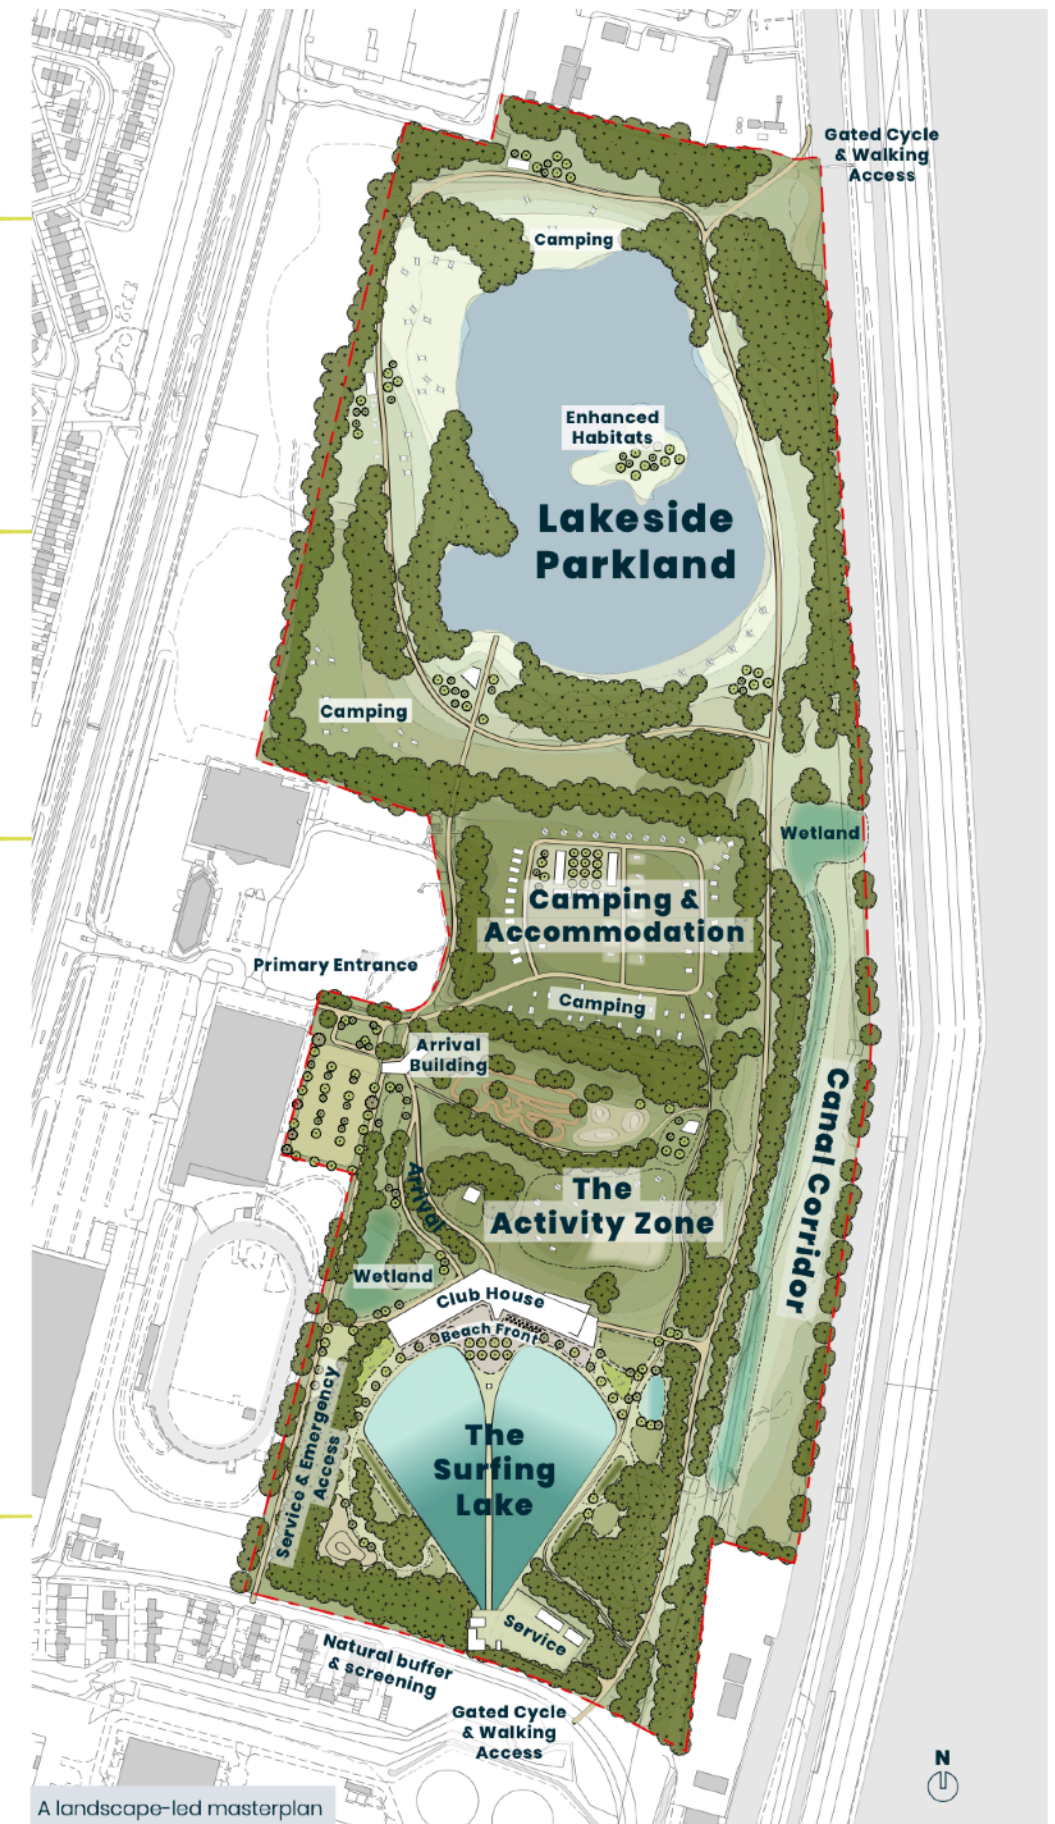 Gated Cycle
& Walking
Access
Camping
Enhanced
Habitats
Lakeside
Parkland
Camping
Wetland
Camping &
Accommodation
Primary Entrance
Camping
Arrival
Building
Canal Corridor
Arrival
The
Activity Zone
Wetland
Club House
Beach Front
Service & Emergency
Access
The
Surfing
Lake
Service
Natural buffer
& screening
Gated Cycle
& Walking
Access
N
A landscape-led masterplan